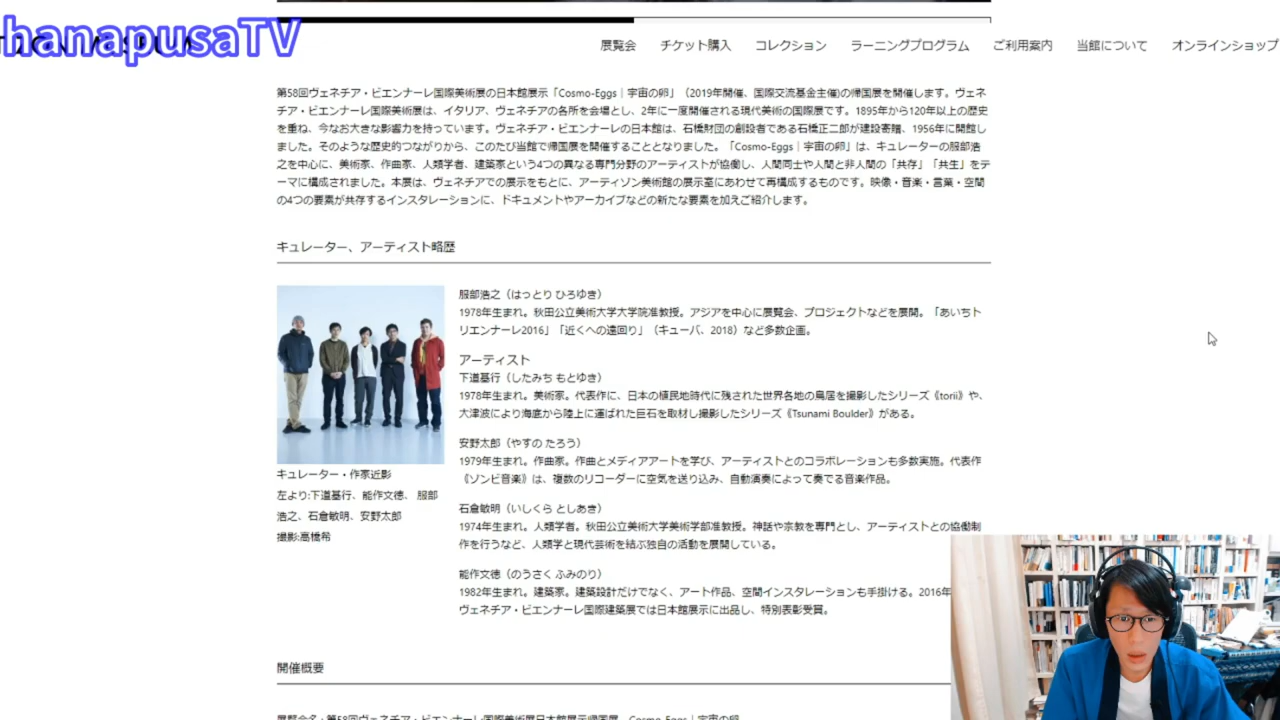 hanapusaTV
展覧会 チケット購入 コレクション ラーニングプログラム ご利用案内 当館について オンラインショップ
第58回ヴェネチア・ビエンナーレ国際美術展の日本館展示「Cosmo-Eggs｜宇宙の卵」（2019年開催、国際交流基金主催)の帰国展を開催します。ヴェネ
チア・ビエンナーレ国際美術展は、イタリア、ヴェネチアの各所を会場とし、2年に一度開催される現代美術の国際展です。1895年から120年以上の歴史
を重ね、今なお大きな影響力を持っています。ヴェネチア・ビエンナーレの日本館は、石橋財団の創設者である石橋正二郎が建設寄贈、1956年に開館し
ました。そのような歴史的つながりから、このたび当館で帰国展を開催することとなりました。「Cosmo-Eggs｜宇宙の卵」は、キュレーターの服部浩
之を中心に、美術家、作曲家、人類学者、建築家という4つの異なる専門分野のアーティストが協働し、人間同士や人間と非人間の「共存」「共生」をテ
ーマに構成されました。本展は、ヴェネチアでの展示をもとに、アーティゾン美術館の展示室にあわせて再構成するものです。映像・音楽・言葉・空間
の4つの要素が共存するインスタレーションに、ドキュメントやアーカイブなどの新たな要素を加えご紹介します。
キュレーター、アーティスト略歴
服部浩之（はっとり ひろゆき）
1978年生まれ。秋田公立美術大学大学院准教授。アジアを中心に展覧会、プロジェクトなどを展開。「あいちト
リエンナーレ2016」「近くへの遠回り」（キューバ、2018）など多数企画。
アーティスト
下道基行（したみち もとゆき）
1978年生まれ。美術家。代表作に、日本の植民地時代に残された世界各地の鳥居を撮影したシリーズ《torii》や、
大津波により海底から陸上に運ばれた巨石を取材し撮影したシリーズ《Tsunami Boulder》がある。
安野太郎（やすの たろう）
1979年生まれ。作曲家。作曲とメディアアートを学び、アーティストとのコラボレーションも多数実施。代表作
《ゾンビ音楽》は、複数のリコーダーに空気を送り込み、自動演奏によって奏でる音楽作品。
石倉敏明（いしくら としあき）
1974年生まれ。人類学者。秋田公立美術大学美術学部准教授。神話や宗教を専門とし、アーティストとの協働制
作を行うなど、人類学と現代芸術を結ぶ独自の活動を展開している。
能作文徳（のうさく ふみのり）
1982年生まれ。建築家。建築設計だけでなく、アート作品、空間インスタレーションも手掛ける。2016年
ヴェネチア・ビエンナーレ国際建築展では日本館展示に出品し、特別表彰受賞。
キュレーター・作家近影
左より:下道基行、能作文徳、服部
浩之、石倉敏明、安野太郎
撮影:高橋希
開催概要
展覧会名：第58回ヴェネチア・ビエンナーレ国際美術展日本館展示帰国展 Cosmo-Eggs｜宇宙の卵